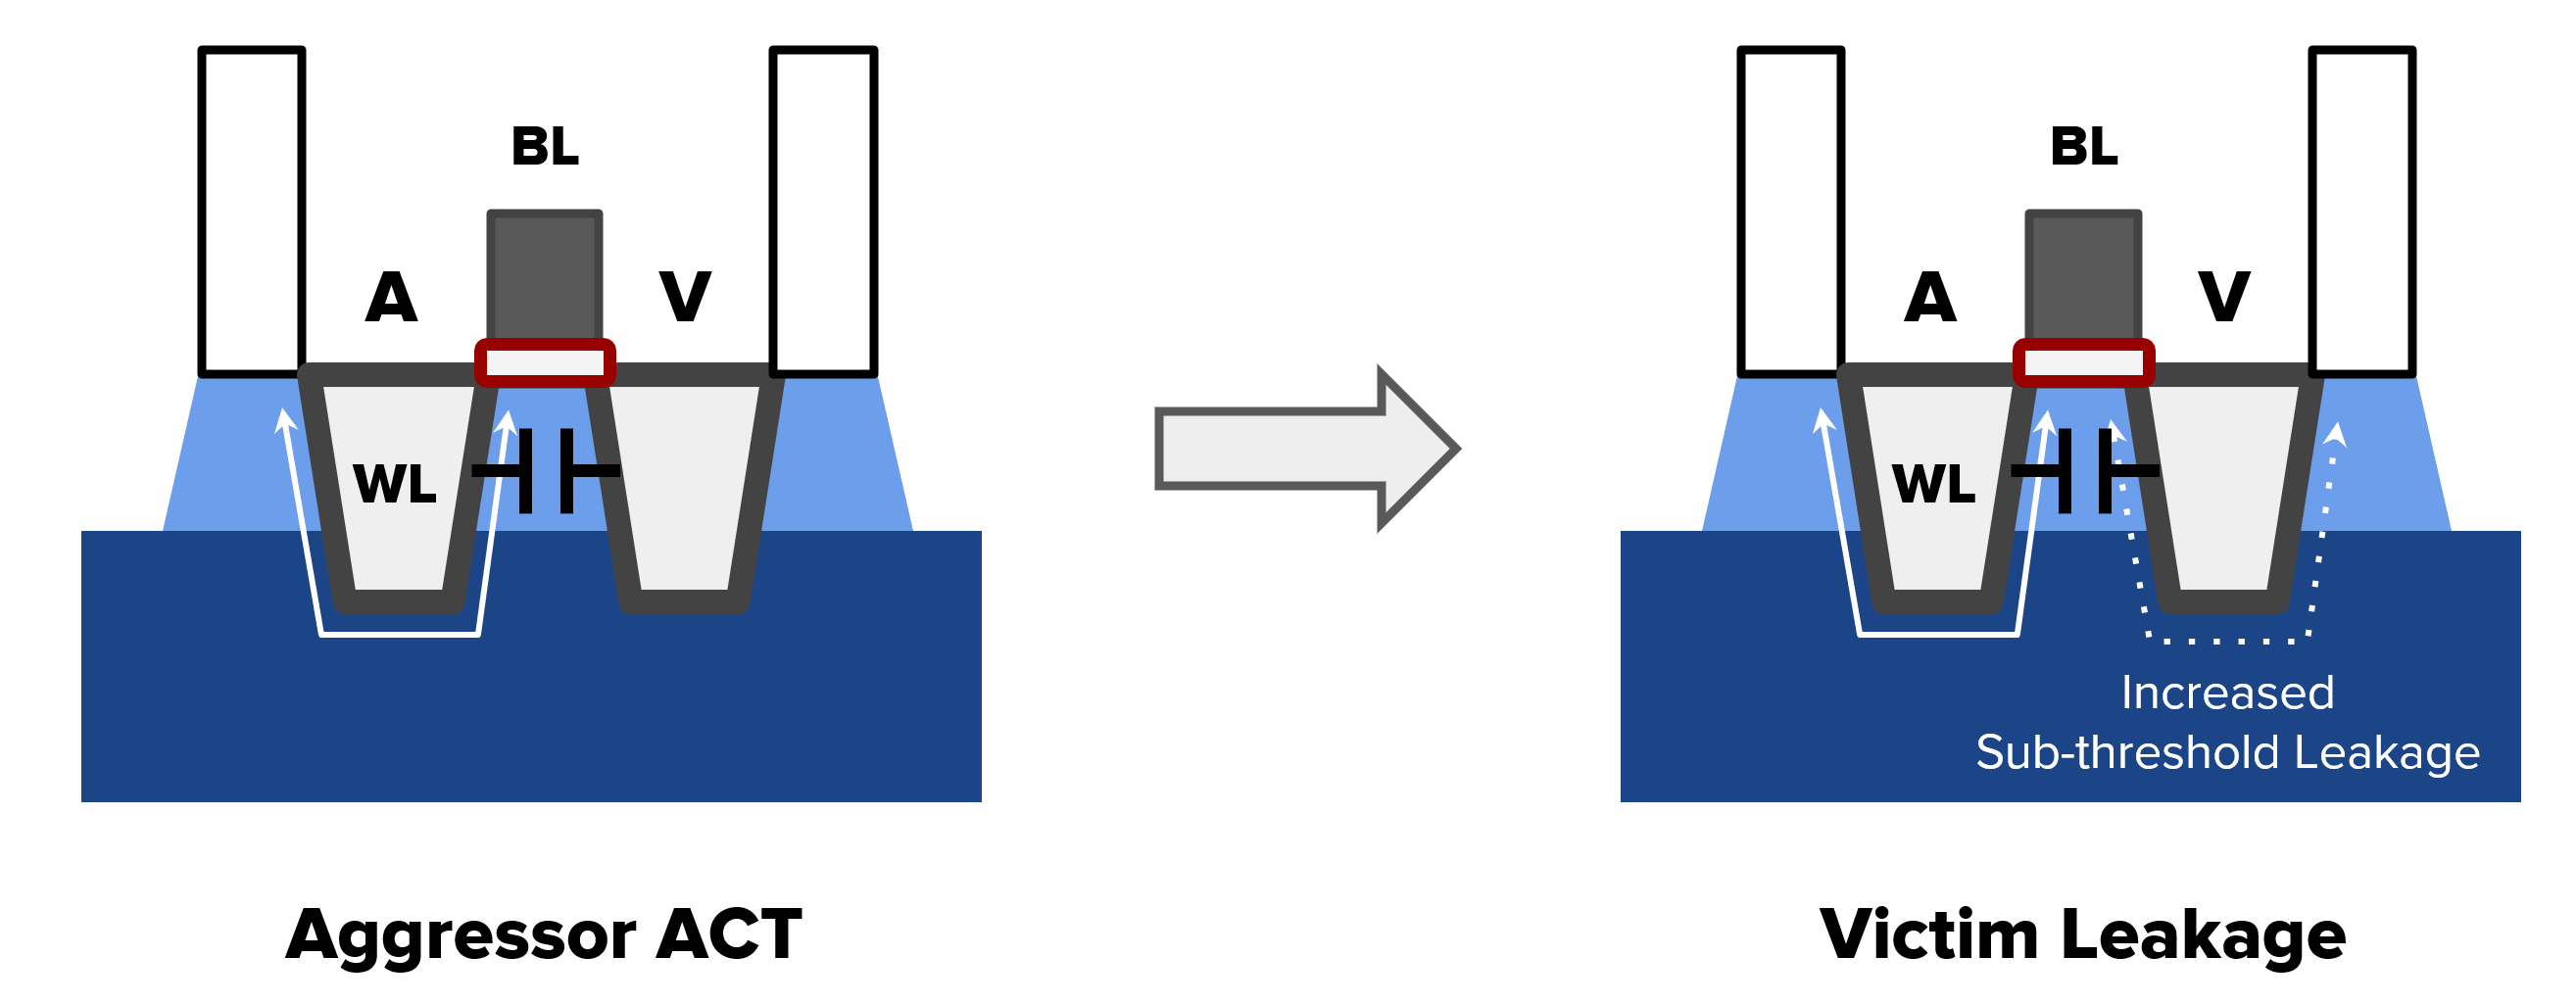 BL
A
V
WL
Aggressor ACT
BL
A
V
WL
Increased
Sub-threshold Leakage
Victim Leakage